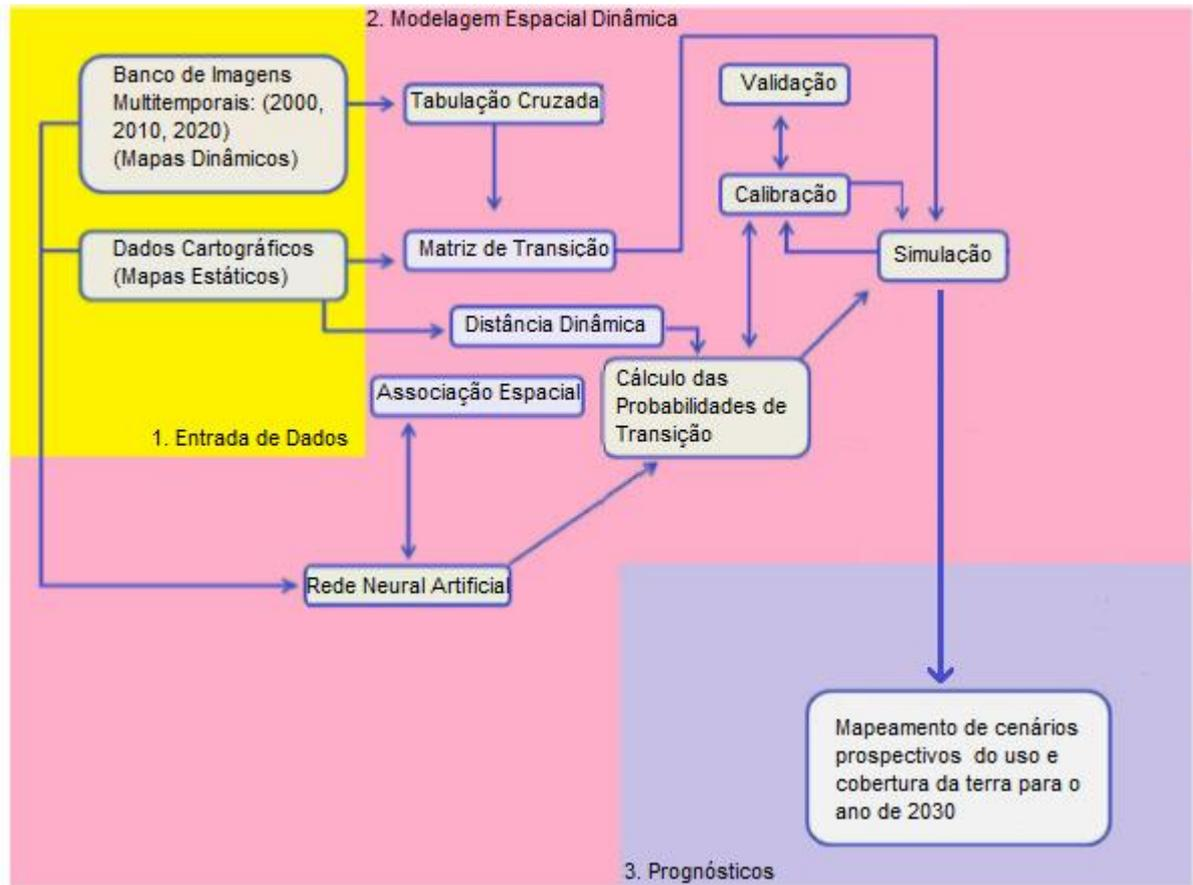 2. Modelagem Espacial Dinâmica
Banco de Imagens
Multitemporais: (2000,
2010, 2020)
(Mapas Dinâmicos)
Tabulação Cruzada
Validação
Calibração
Dados Cartográficos
(Mapas Estáticos)
Matriz de Transição
Simulação
Distância Dinâmica
Associação Espacial
Cálculo das
Probabilidades de
Transição
1. Entrada de Dados
Rede Neural Artificial
Mapeamento de cenários
prospectivos do uso e
cobertura da terra para o
ano de 2030
3. Prognósticos